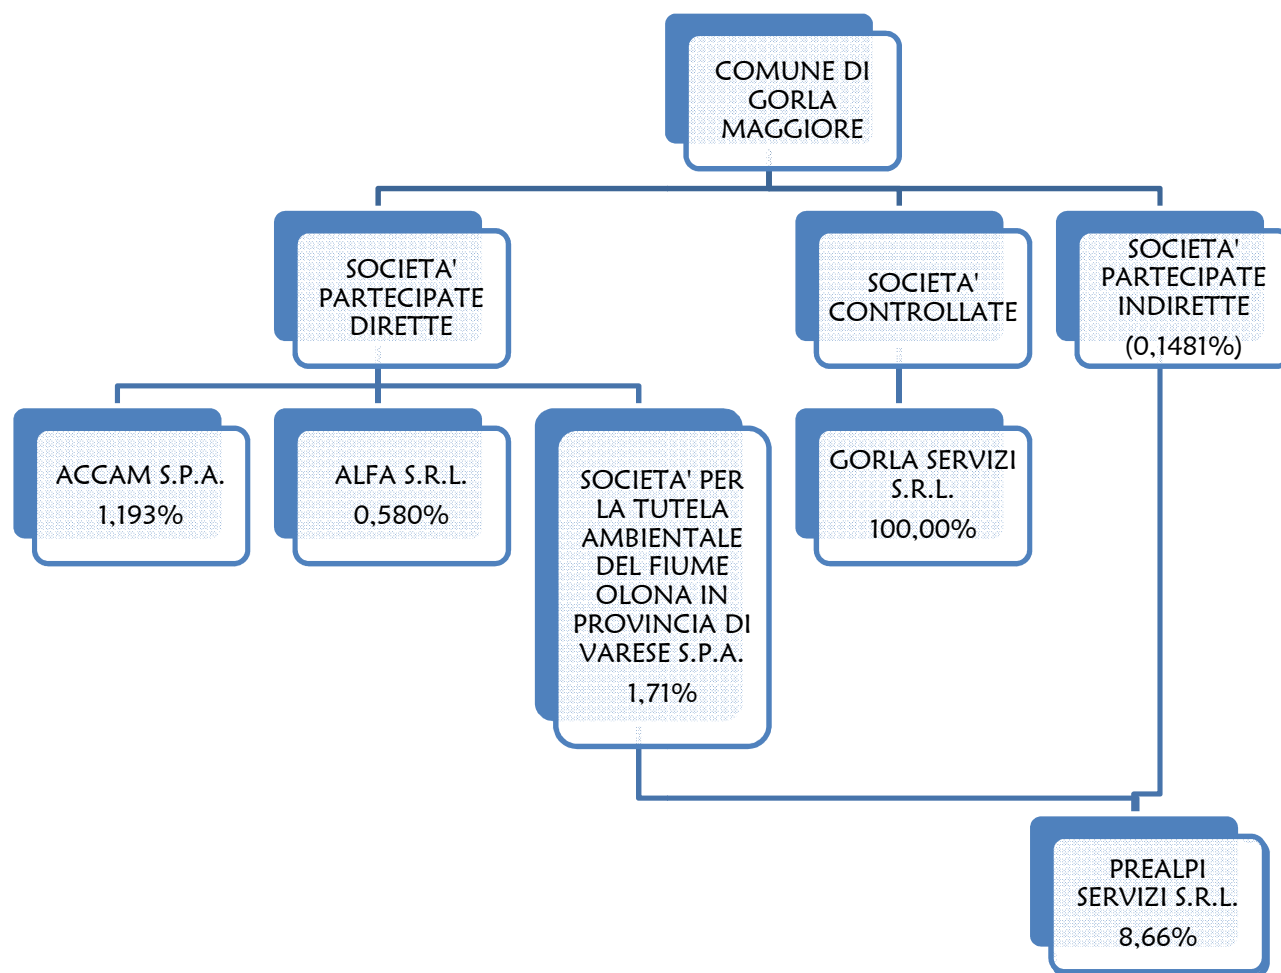 COMUNE DI
GORLA
MAGGIORE
SOCIETA'
PARTECIPATE
DIRETTE
SOCIETA'
CONTROLLATE
SOCIETA'
PARTECIPATE
INDIRETTE
(0,1481%)
ACCAM S.P.A.
1,193%
ALFA S.R.L.
0,580%
SOCIETA' PER
LA TUTELA
AMBIENTALE
DEL FIUME
OLONA IN
PROVINCIA DI
VARESE S.P.A.
1,71%
GORLA SERVIZI
S.R.L.
100,00%
PREALPI
SERVIZI S.R.L.
8,66%